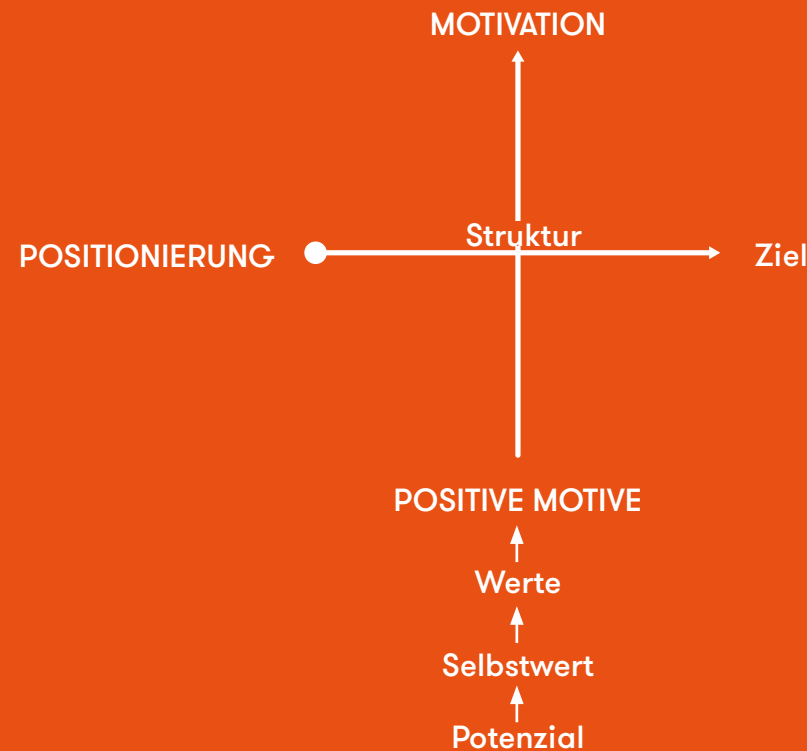 MOTIVATION
Struktur
POSITIONIERUNG
Ziel
POSITIVE MOTIVE
Werte
Selbstwert
Potenzial